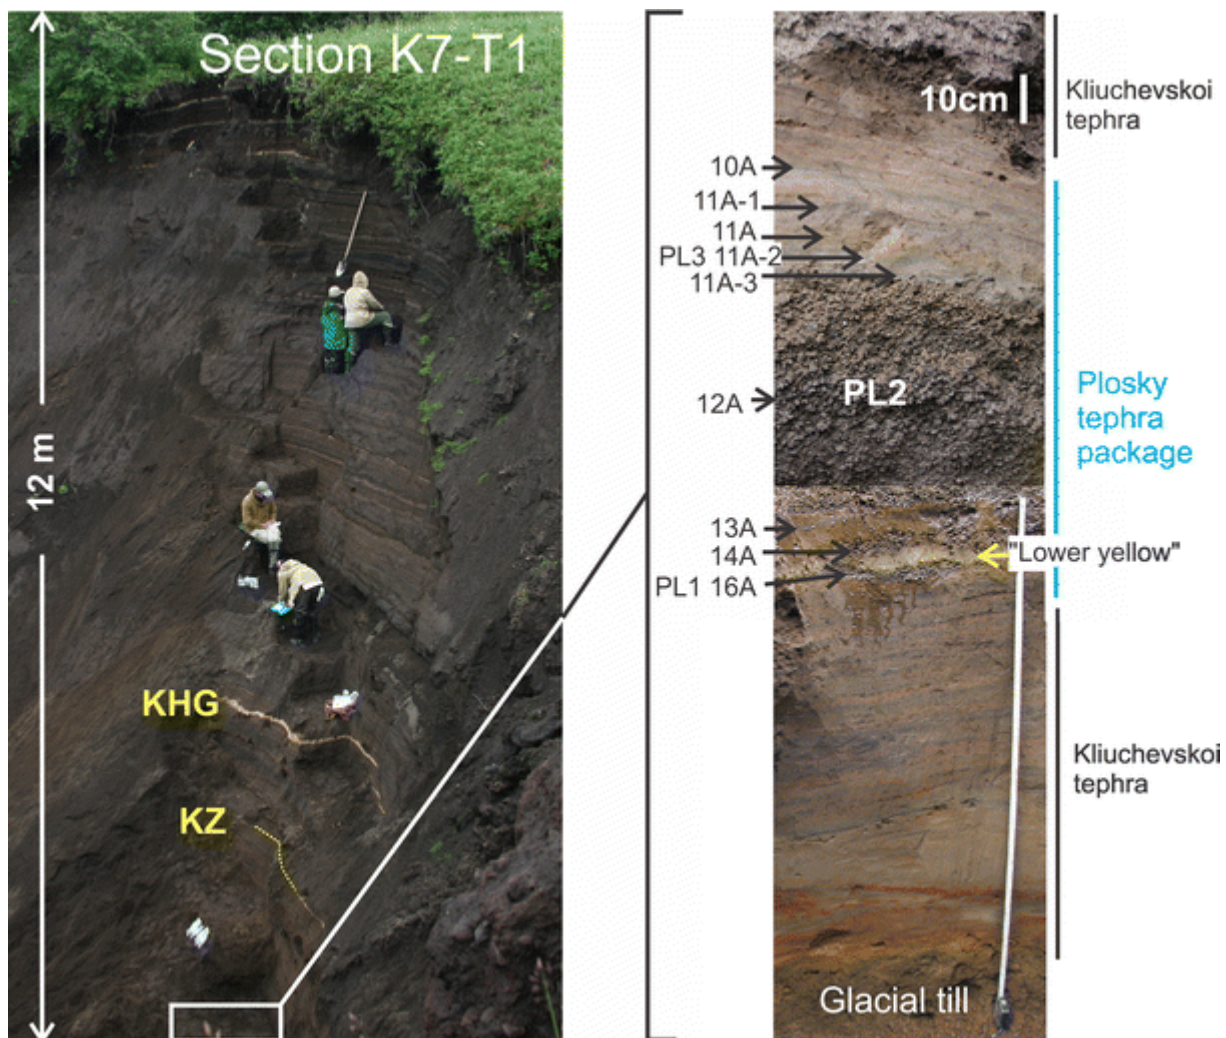 Section K7-T1
12 m
KHG
KZ
10cm
Kliuchevskoi
tephra
10A
11A-1
11A
PL3 11A-2
11A-3
12A
PL2
Plosky
tephra
package
13A
14A
PL1 16A
"Lower yellow"
Kliuchevskoi
tephra
Glacial till